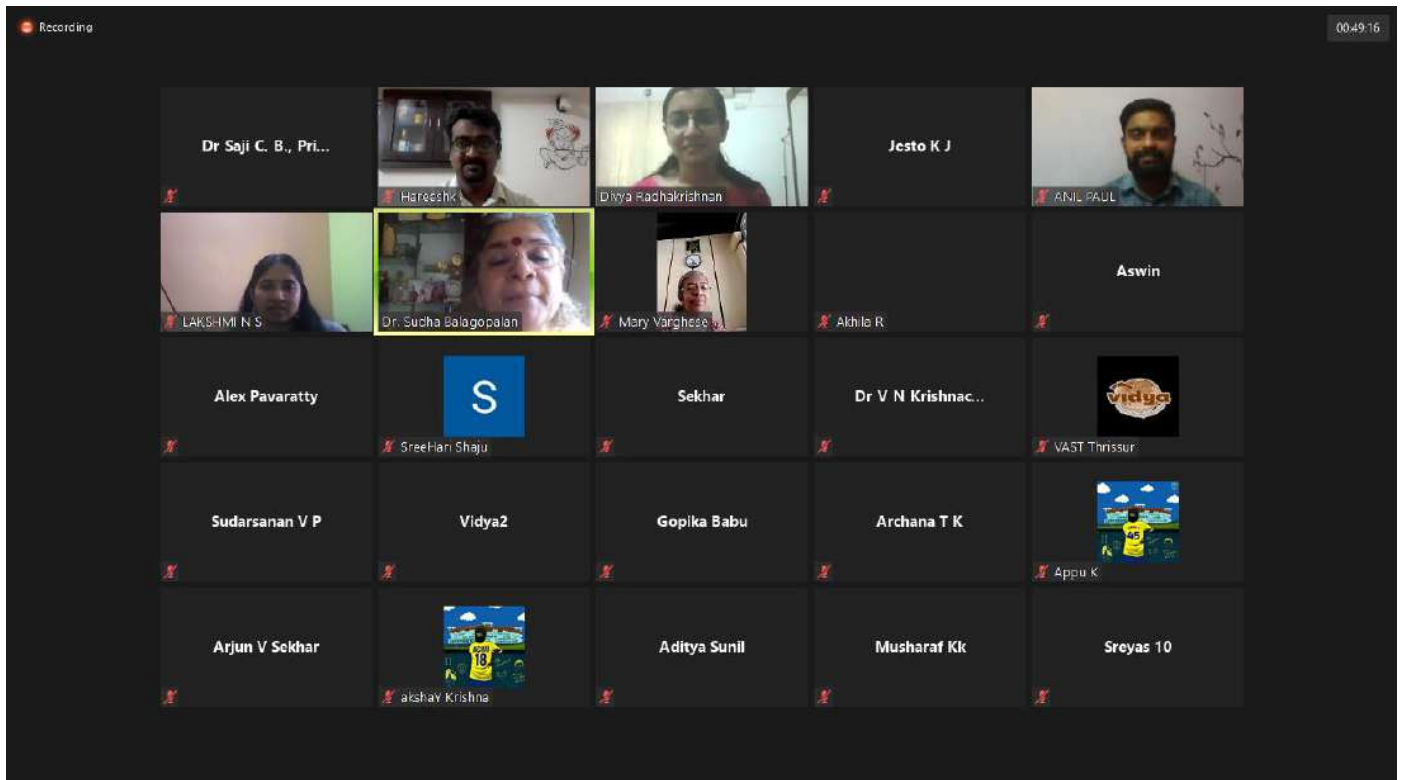 Recording
00:49:16
Dr Saji C. B., Pri...
Hareeshk
Divya Radhakrishnan
Jesto K J
ANIL PAUL
LAKSHMI N S
Dr. Sudha Balagopalan
Mary Varghese
Akhila R
Aswin
Alex Pavaratty
S
SreeHari Shaju
Sekhar
Dr V N Krishnac...
vidya
VAST Thrissur
Sudarsanan V P
Vidya2
Gopika Babu
Archana T K
45
Appu K
Arjun V Sekhar
18
akshaY Krishna
Aditya Sunil
Musharaf Kk
Sreyas 10